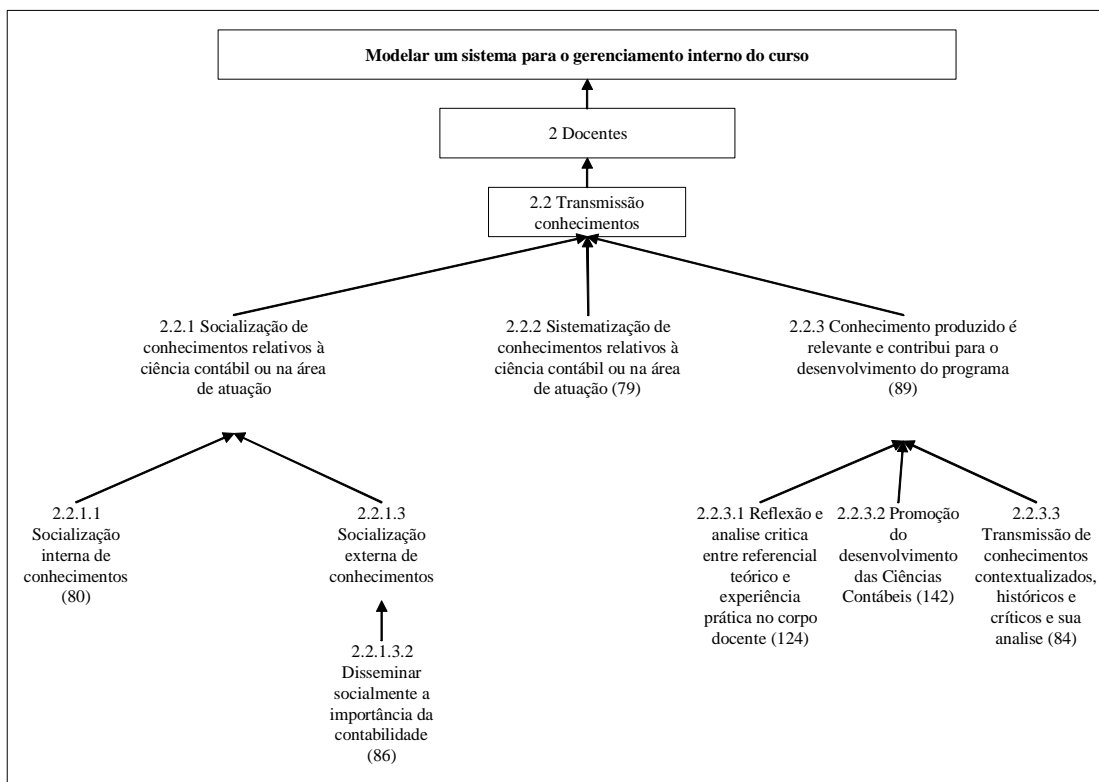 Modelar um sistema para o gerenciamento interno do curso
2 Docentes
2.2 Transmissão
conhecimentos
2.2.1 Socialização de
conhecimentos relativos à
ciência contábil ou na área
de atuação
2.2.2 Sistematização de
conhecimentos relativos à
ciência contábil ou na área
de atuação (79)
2.2.3 Conhecimento produzido é
relevante e contribui para o
desenvolvimento do programa
(89)
2.2.1.1
Socialização
interna de
conhecimentos
(80)
2.2.1.3
Socialização
externa de
conhecimentos
2.2.1.3.2
Disseminar
socialmente a
importância da
contabilidade
(86)
2.2.3.1 Reflexão e
analise critica
entre referencial
teórico e
experiência
prática no corpo
docente (124)
2.2.3.2 Promoção
do
desenvolvimento
das Ciências
Contábeis (142)
2.2.3.3
Transmissão de
conhecimentos
contextualizados,
históricos e
críticos e sua
analise (84)